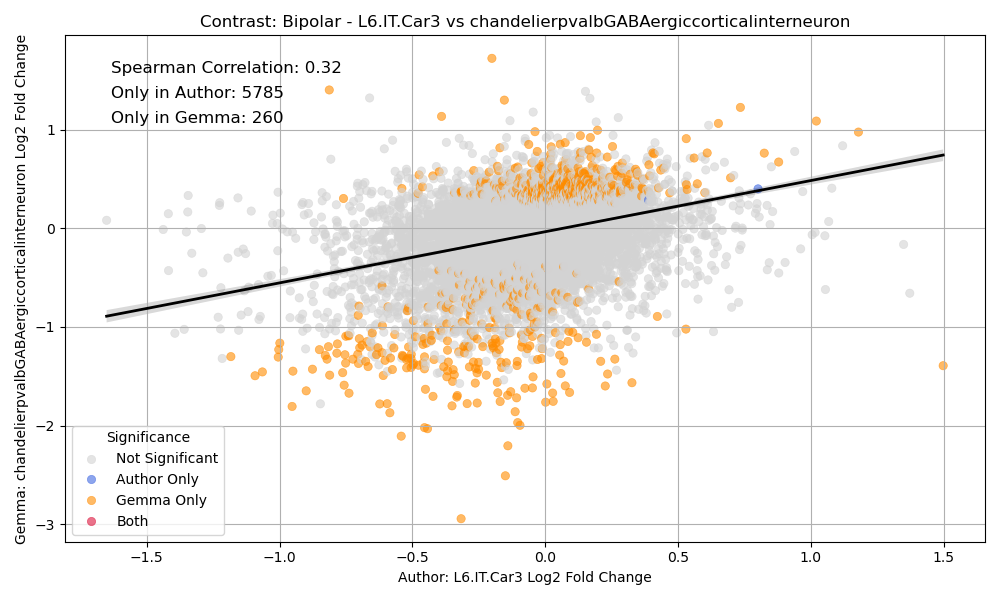 Contrast: Bipolar - L6.IT.Car3 vs chandelierpvalbGABAergiccorticalinterneuron
Gemma: chandelierpvalbGABAergiccorticalinterneuron Log2 Fold Change
Spearman Correlation: 0.32
Only in Author: 5785
Only in Gemma: 260
1
0
−1
−2
−3
Significance
Not Significant
Author Only
Gemma Only
Both
−1.5
−1.0
−0.5
0.0
0.5
1.0
1.5
Author: L6.IT.Car3 Log2 Fold Change